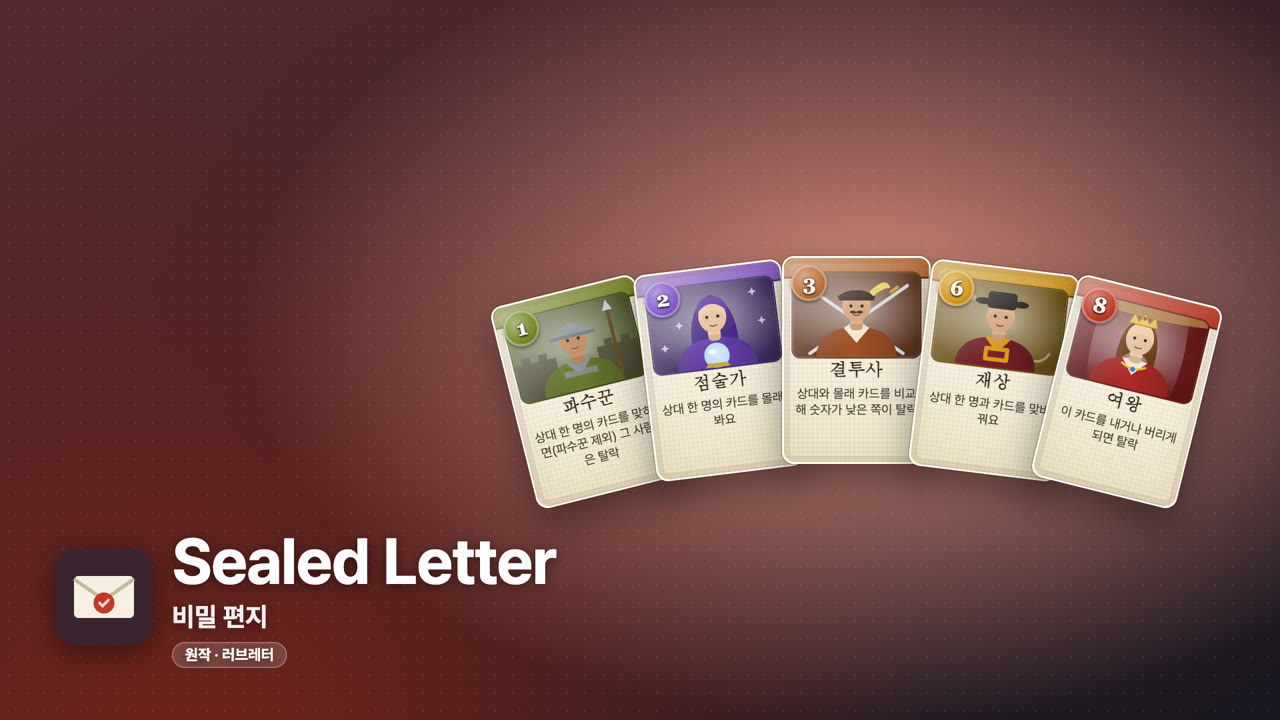 1
파수꾼
상대 한 명의 카드를 맞히
면(파수꾼 제외) 그 사람
은 탈락
2
점술가
상대 한 명의 카드를 몰래
봐요
3
결투사
상대와 몰래 카드를 비교
해 숫자가 낮은 쪽이 탈락
6
재상
상대 한 명과 카드를 맞바
꿔요
8
여왕
이 카드를 내거나 버리게
되면 탈락
Sealed Letter
비밀 편지
원작 · 러브레터